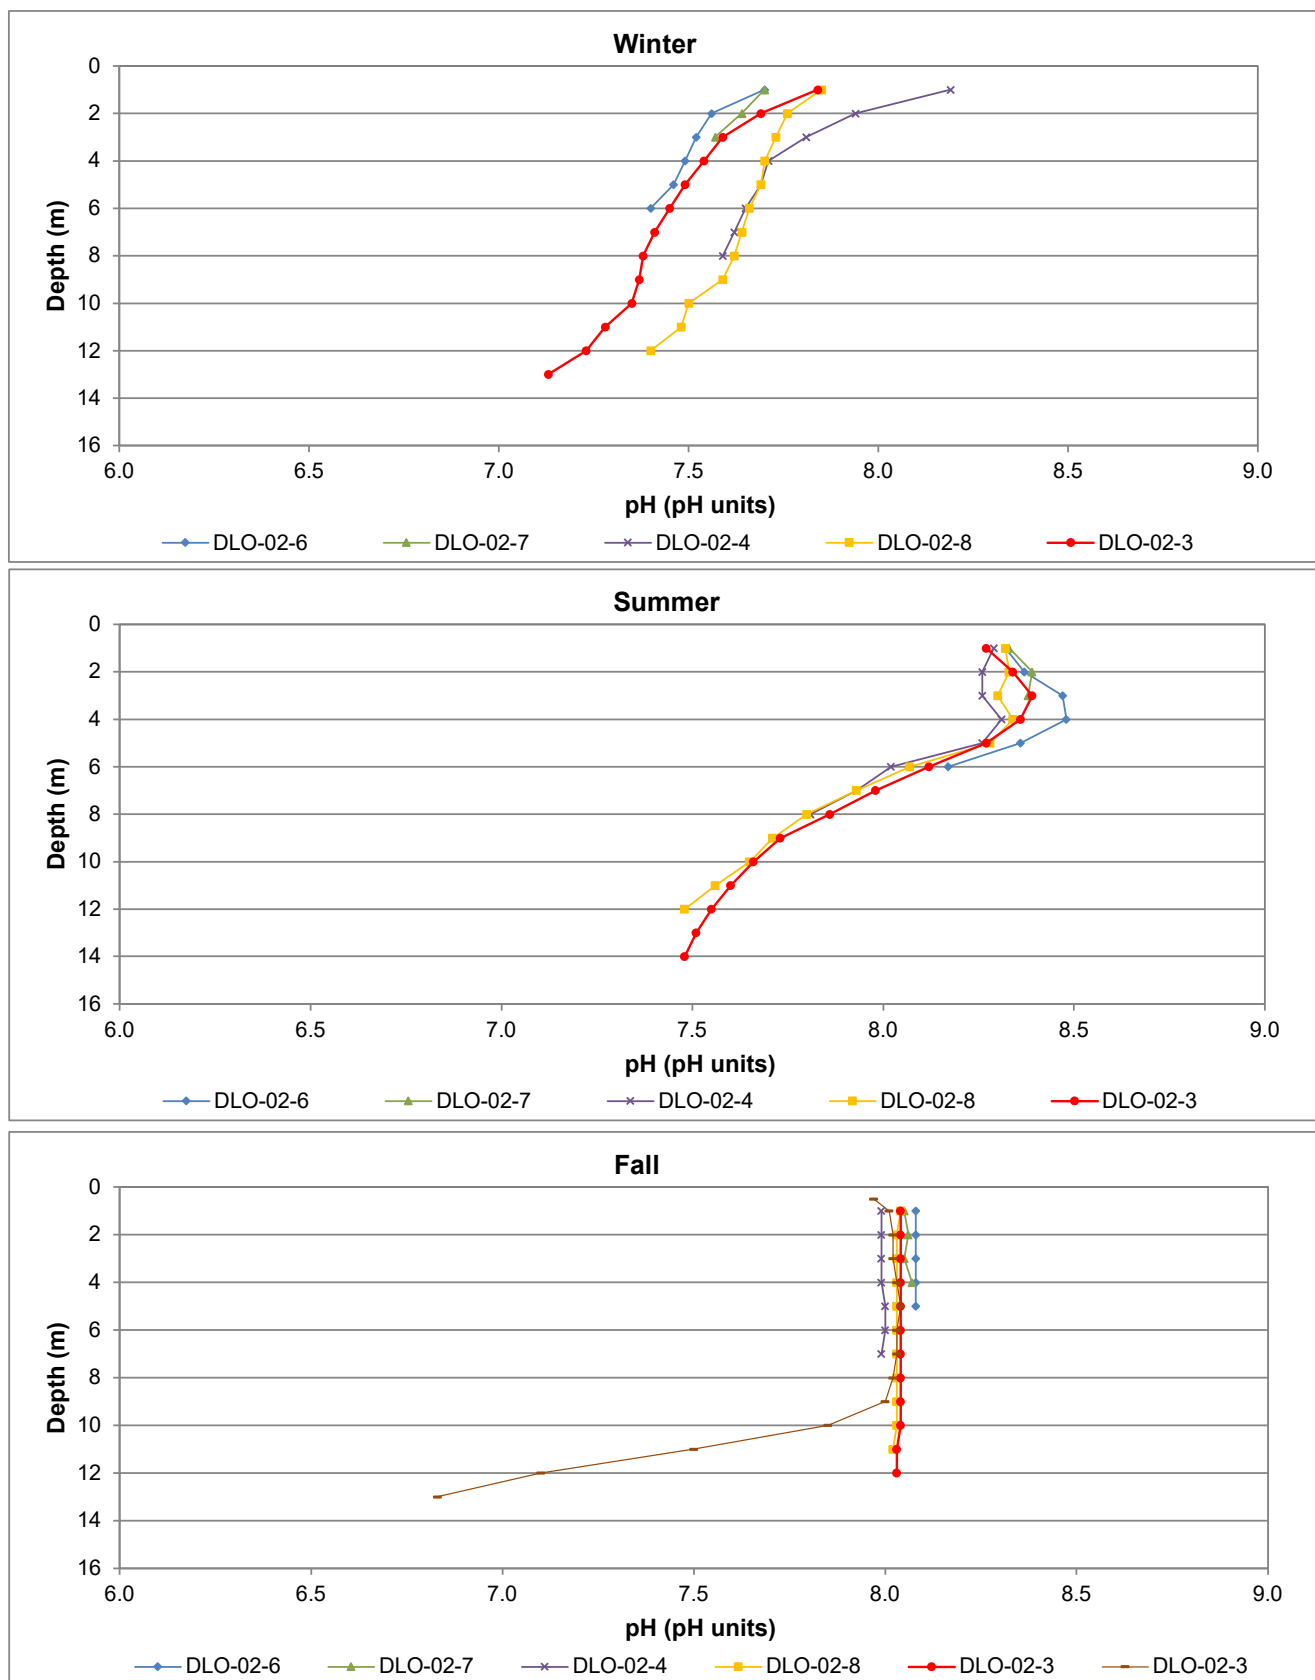 Winter
0
2
4
6
8
10
12
14
16
Depth (m)
6.0 6.5 7.0 7.5 8.0 8.5 9.0
pH (pH units)
DLO-02-6 DLO-02-7 DLO-02-4 DLO-02-8 DLO-02-3
Summer
0
2
4
6
8
10
12
14
16
Depth (m)
6.0 6.5 7.0 7.5 8.0 8.5 9.0
pH (pH units)
DLO-02-6 DLO-02-7 DLO-02-4 DLO-02-8 DLO-02-3
Fall
0
2
4
6
8
10
12
14
16
Depth (m)
6.0 6.5 7.0 7.5 8.0 8.5 9.0
pH (pH units)
DLO-02-6 DLO-02-7 DLO-02-4 DLO-02-8 DLO-02-3 DLO-02-3